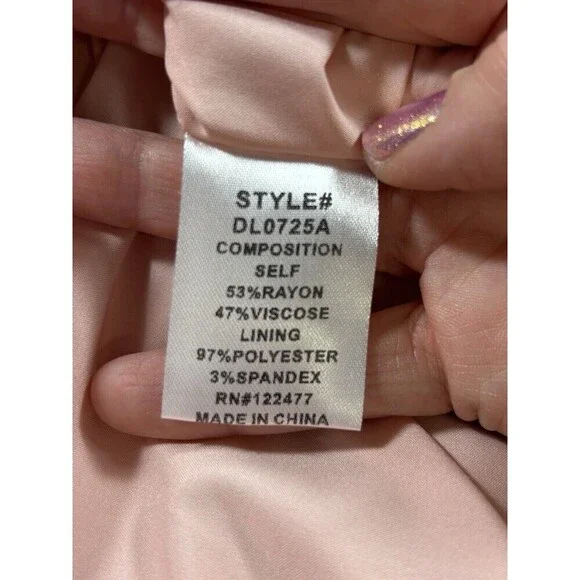 STYLE#
DL0725A
COMPOSITION
SELF
53%RAYON
47%VISCOSE
LINING
97%POLYESTER
3%SPANDEX
RN#122477
MADE IN CHINA